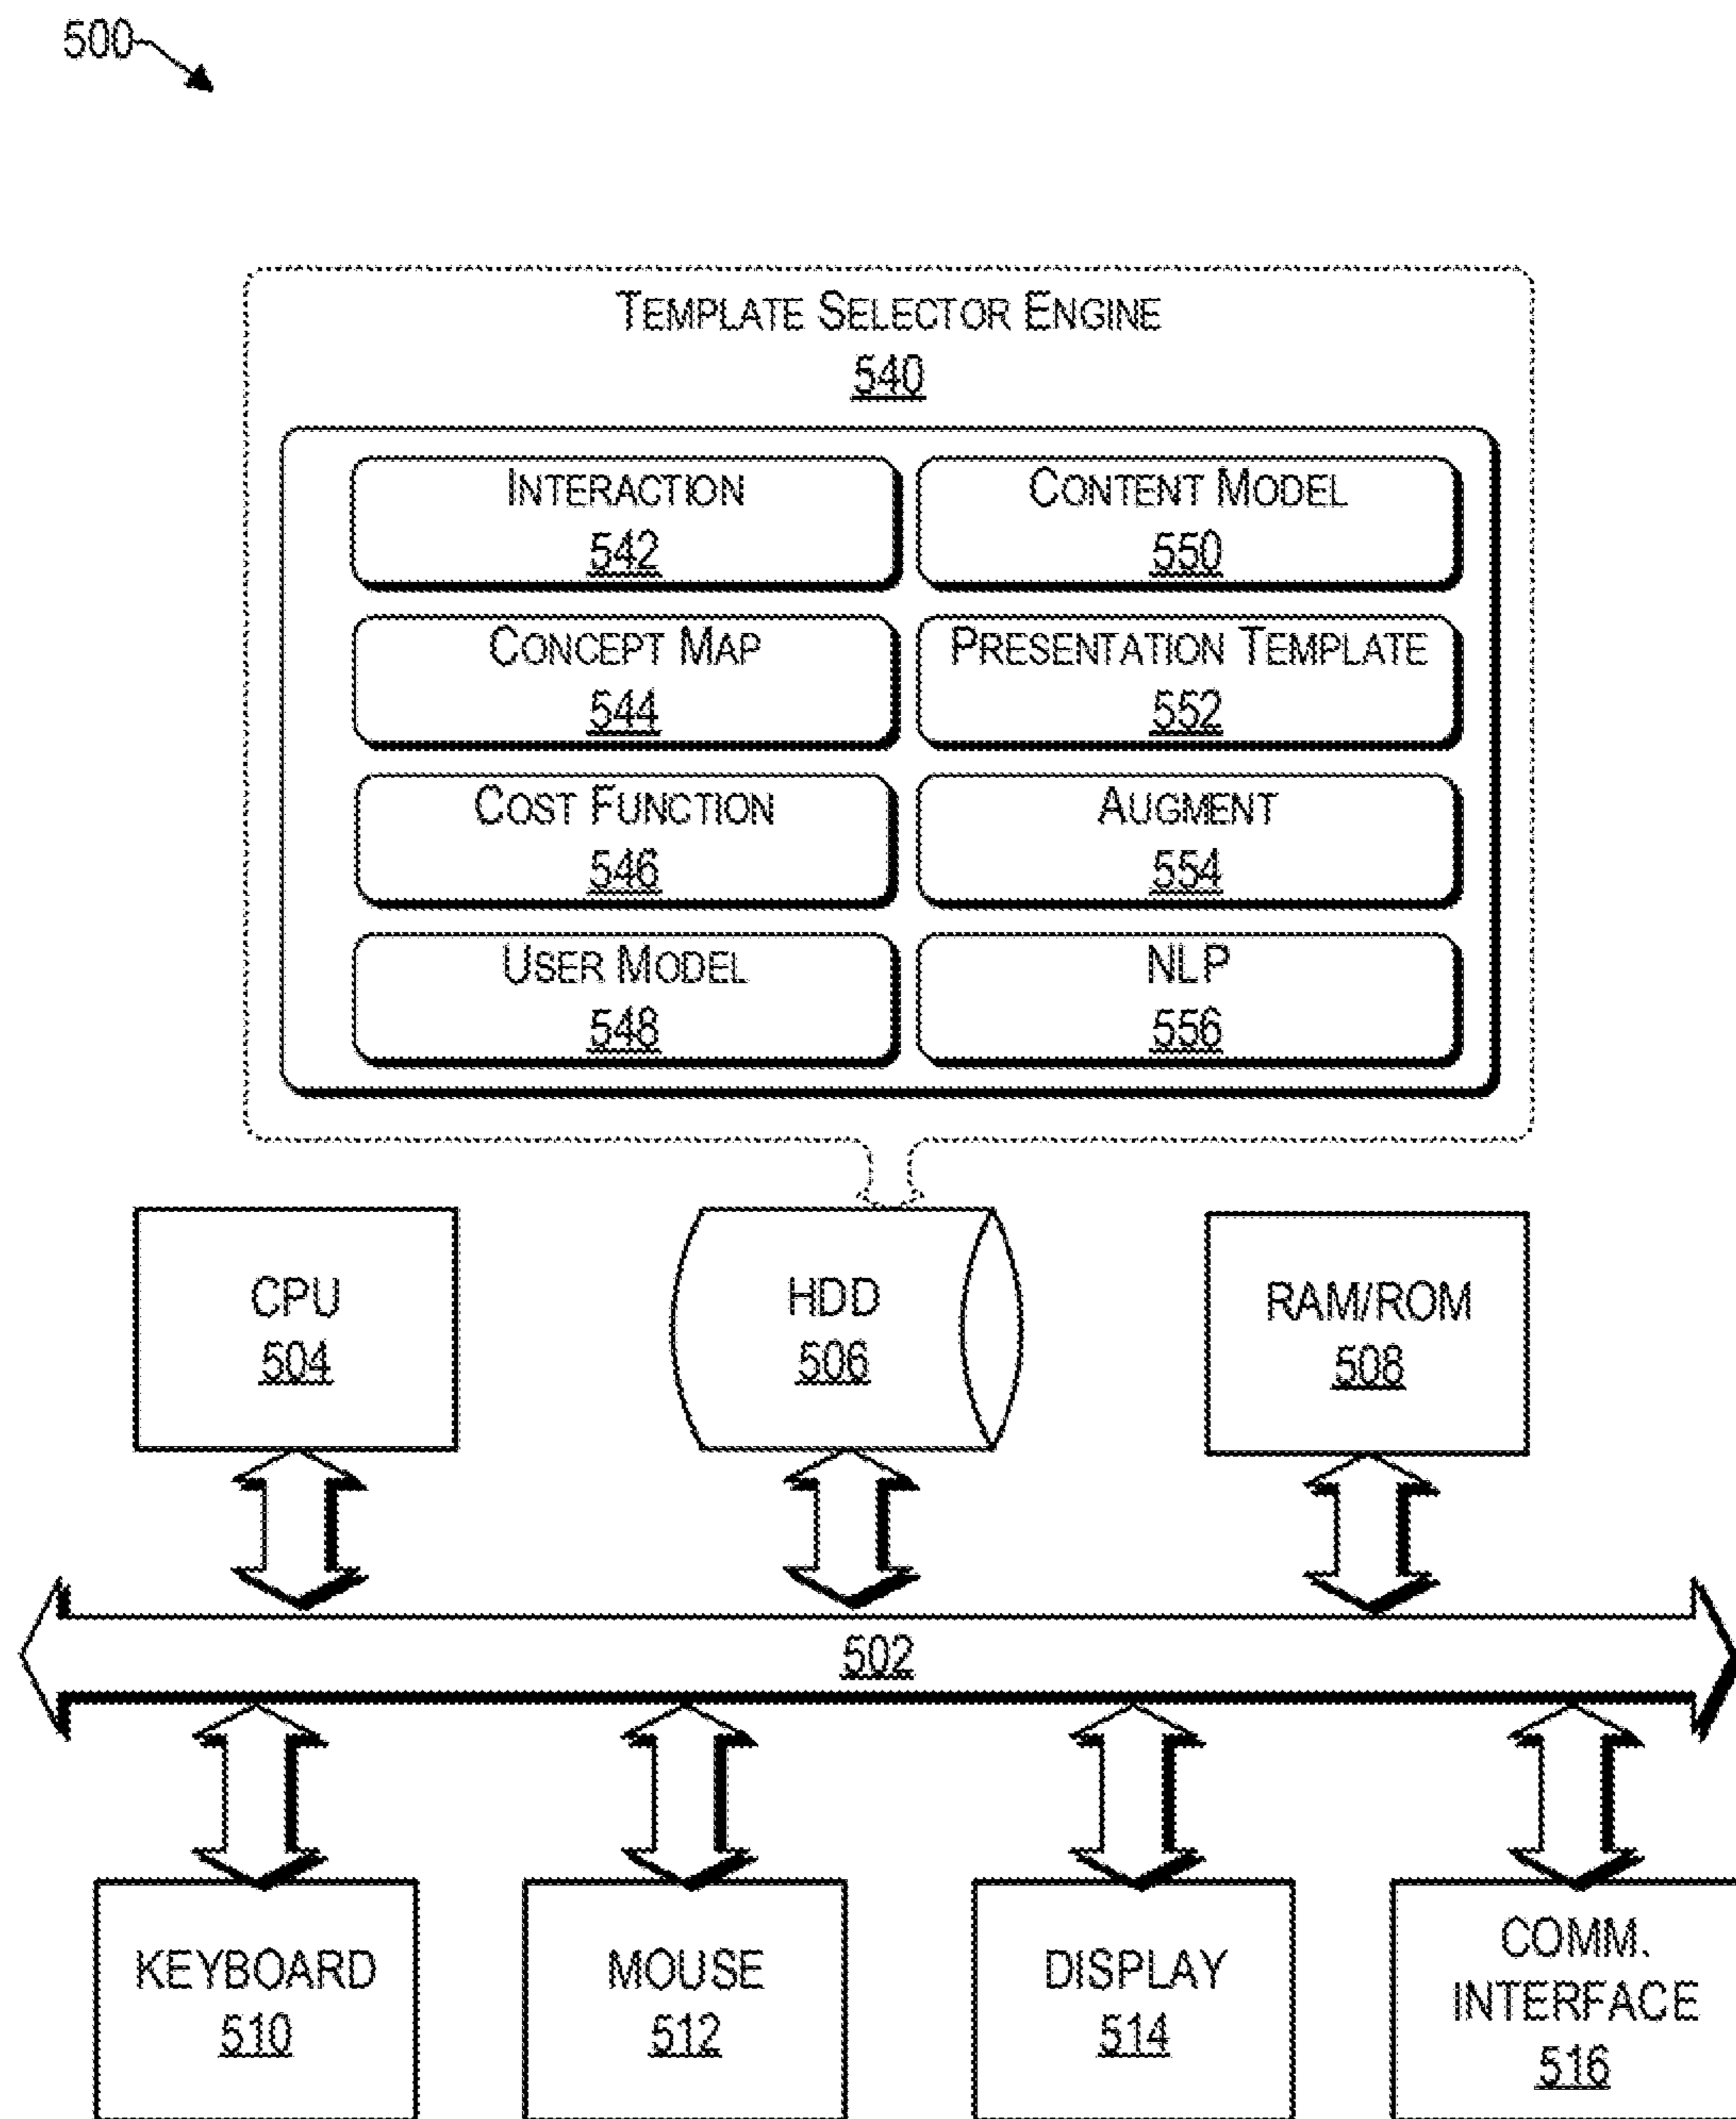 500
TEMPLATE SELECTOR ENGINE
540
INTERACTION
542
CONTENT MODEL
550
CONCEPT MAP
544
PRESENTATION TEMPLATE
552
COST FUNCTION
546
AUGMENT
554
USER MODEL
548
NLP
556
CPU
504
HDD
506
RAM/ROM
508
502
KEYBOARD
510
MOUSE
512
DISPLAY
514
COMM.
INTERFACE
516